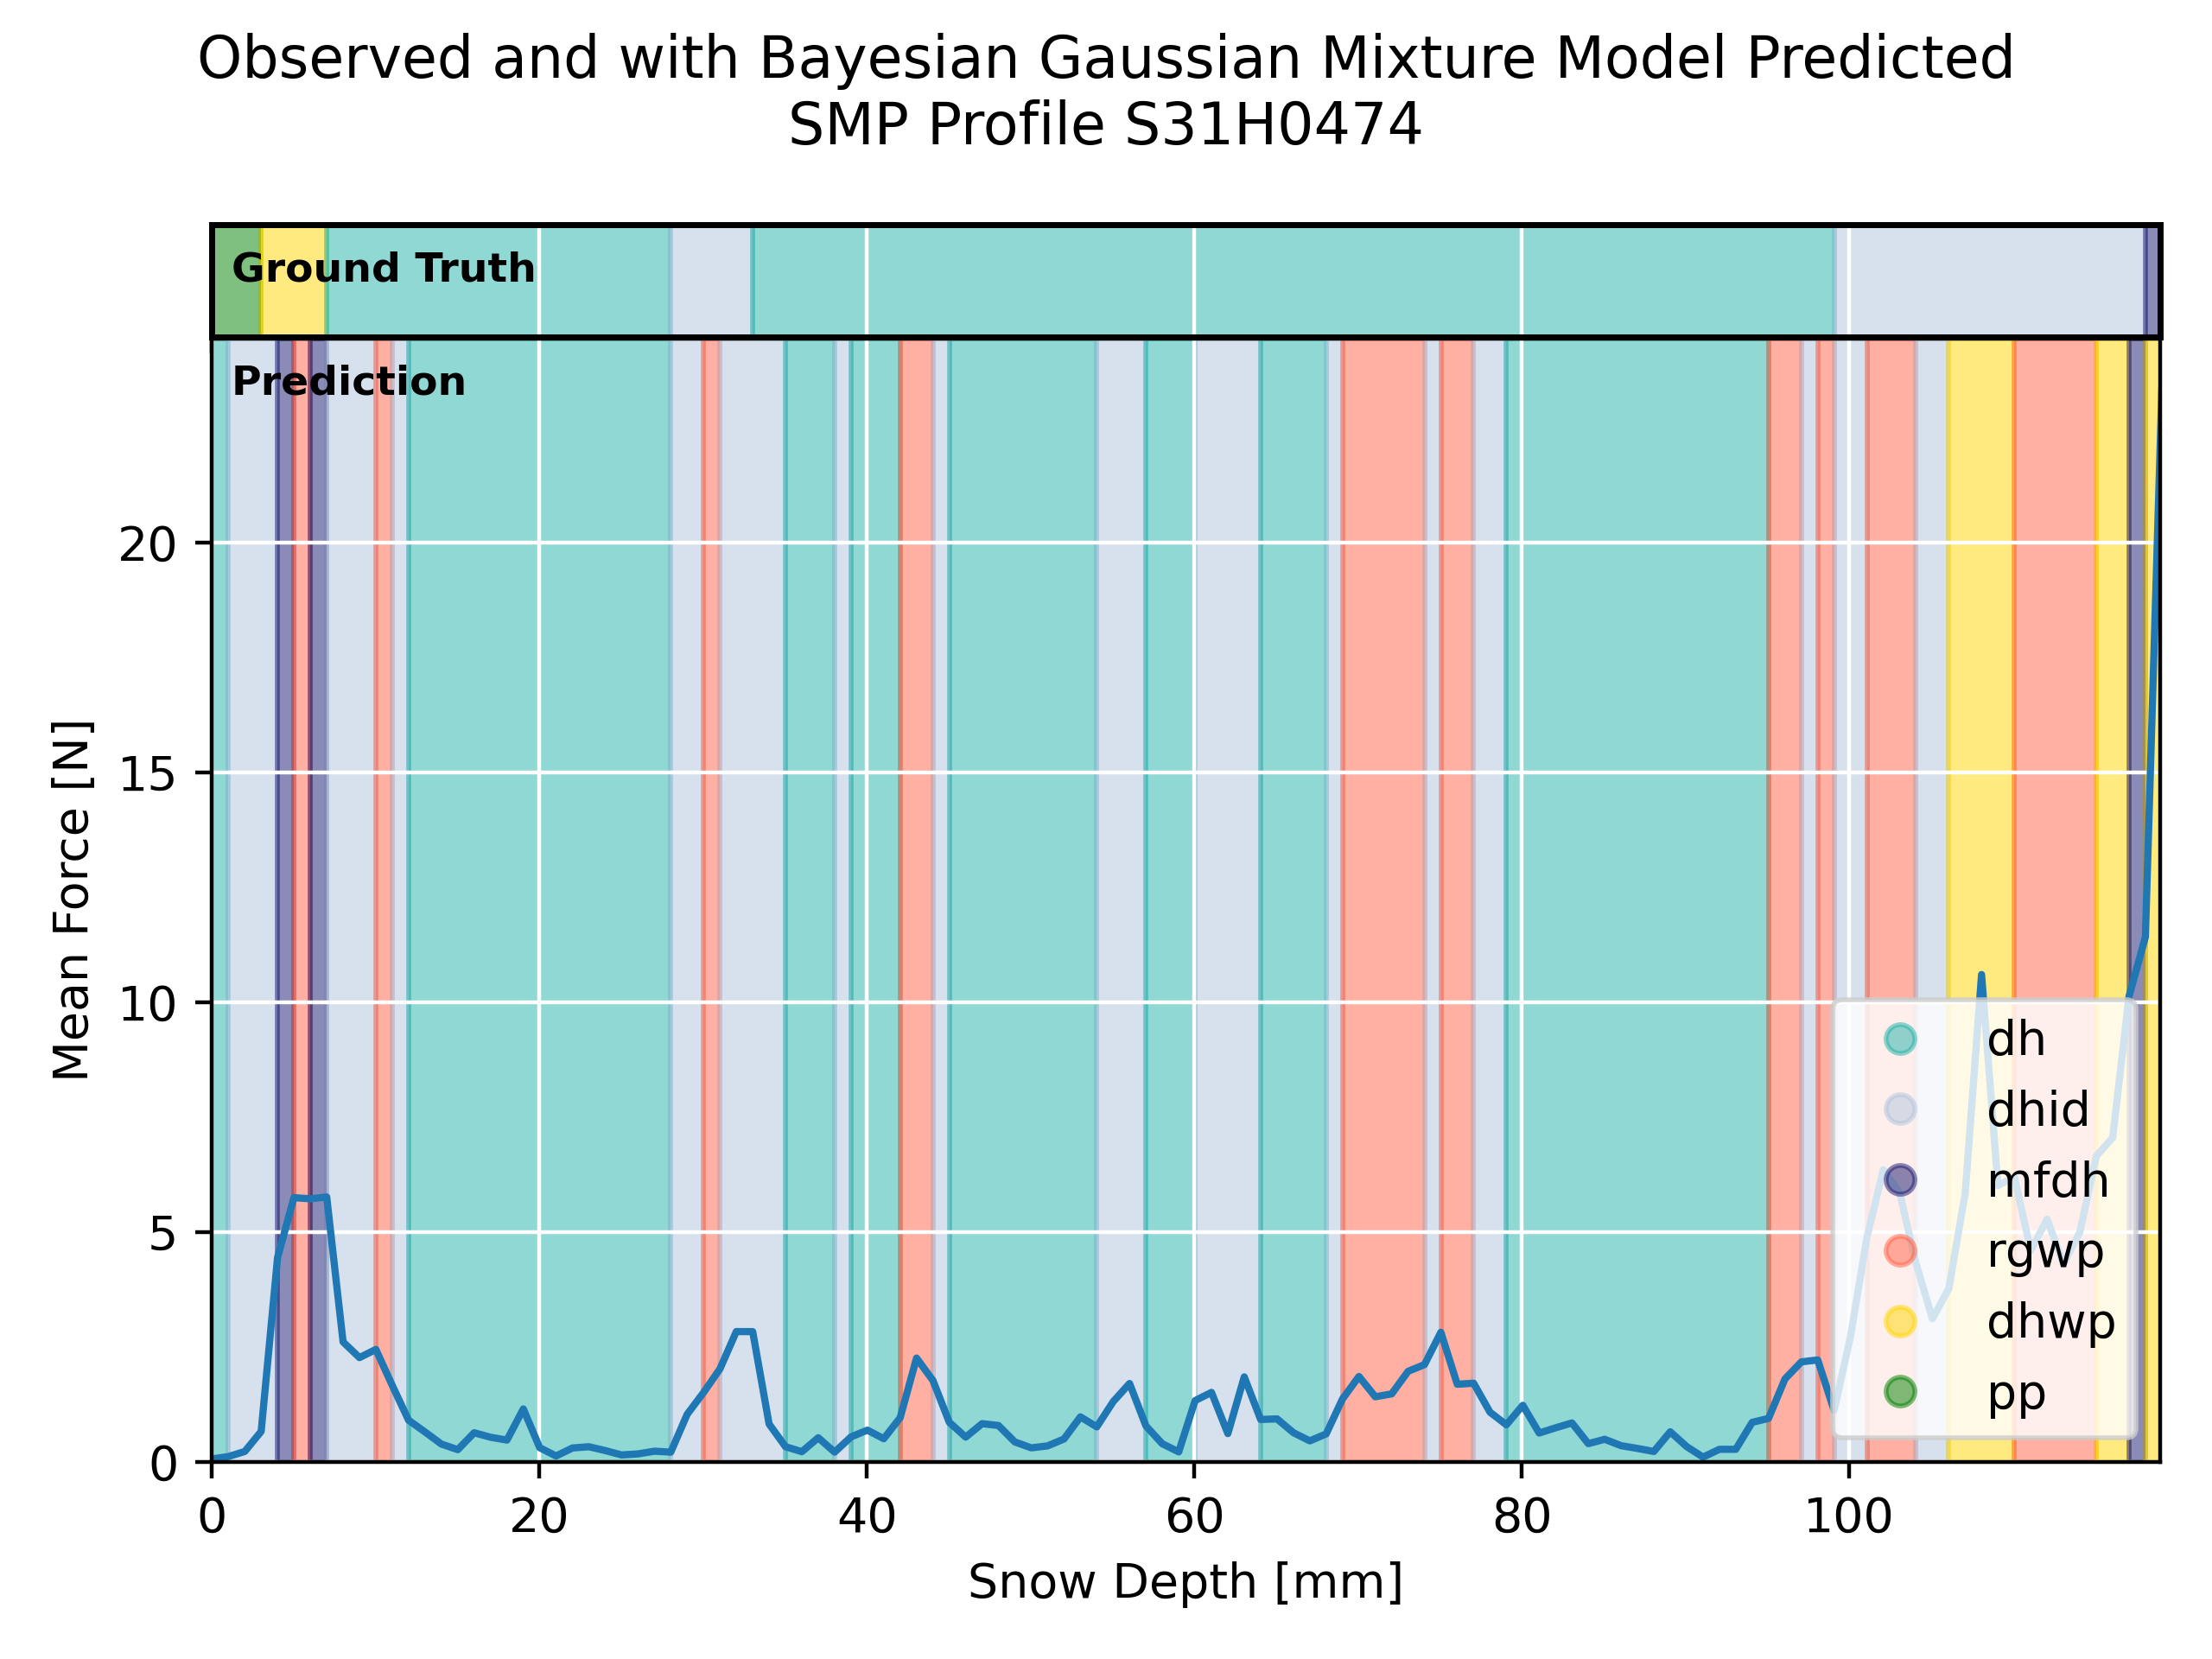 Observed and with Bayesian Gaussian Mixture Model Predicted
SMP Profile S31H0474
Ground Truth
Prediction
20
15
10
5
0
Mean Force [N]
dh
dhid
mfdh
rgwp
dhwp
pp
0 20 40 60 80 100
Snow Depth [mm]